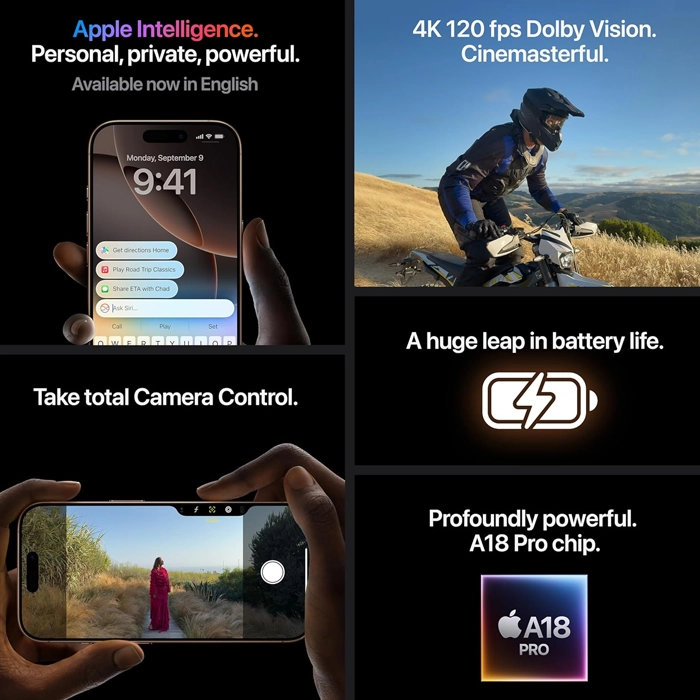 Apple Intelligence.
Personal, private, powerful.
Available now in English
Monday, September 9
9:41
Get directions Home
Play Road Trip Classics
Share ETA with Chad
Ask Siri...
Call Play Set
Q W E R T Y U I O P
Take total Camera Control.
4K 120 fps Dolby Vision.
Cinemasterful.
A huge leap in battery life.
Profoundly powerful.
A18 Pro chip.
A18
PRO